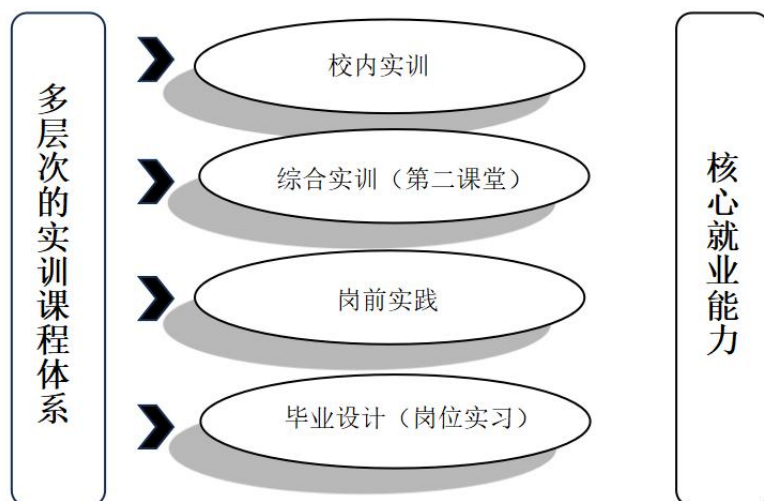 多层次的实训课程体系
校内实训
综合实训（第二课堂）
岗前实践
毕业设计（岗位实习）
核心就业能力